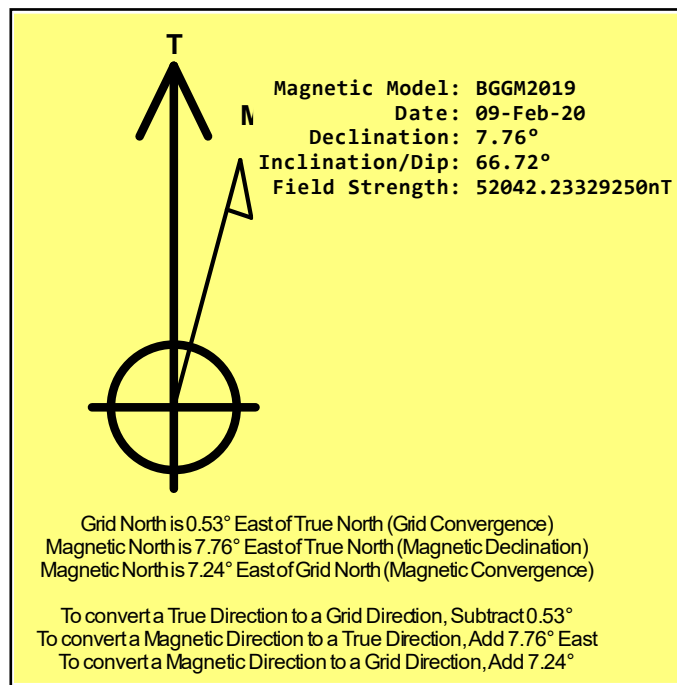 T
M
Magnetic Model: BGGM2019
Date: 09-Feb-20
Declination: 7.76°
Inclination/Dip: 66.72°
Field Strength: 52042.23329250nT
Grid North is 0.53° East of True North (Grid Convergence)
Magnetic North is 7.76° East of True North (Magnetic Declination)
Magnetic North is 7.24° East of Grid North (Magnetic Convergence)
To convert a True Direction to a Grid Direction, Subtract 0.53°
To convert a Magnetic Direction to a True Direction, Add 7.76° East
To convert a Magnetic Direction to a Grid Direction, Add 7.24°